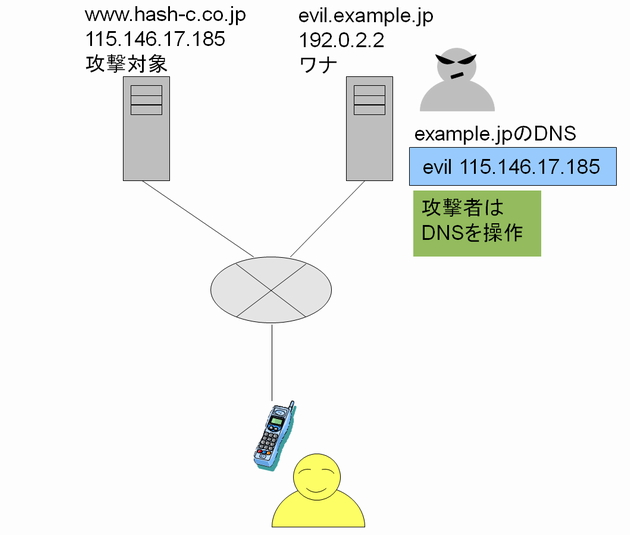 www.hash-c.co.jp
115.146.17.185
攻撃対象
evil.example.jp
192.0.2.2
ワナ
example.jpのDNS
evil 115.146.17.185
攻撃者は
DNSを操作